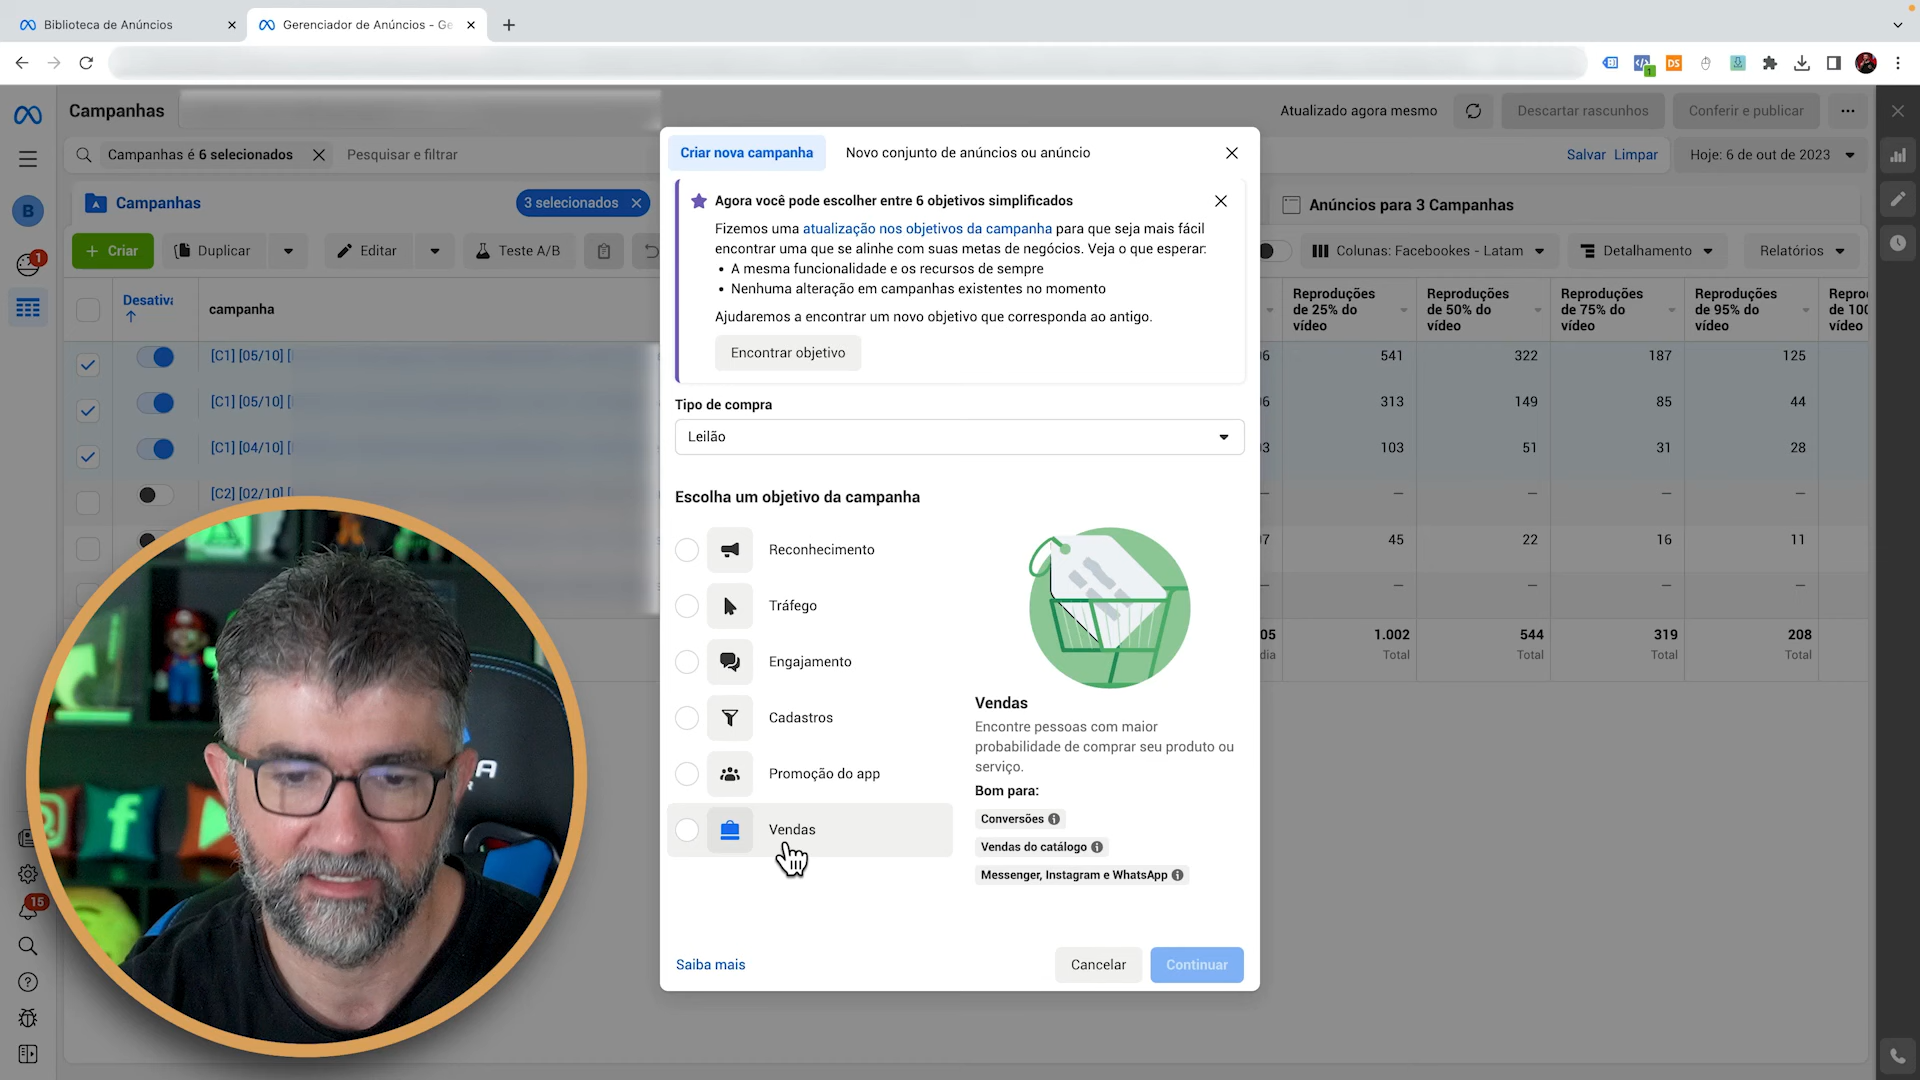 Biblioteca de Anúncios
Gerenciador de Anúncios - Ge
Campanhas
Atualizado agora mesmo
Descartar rascunhos
Conferir e publicar
Campanhas é 6 selecionados
Pesquisar e filtrar
Salvar
Limpar
Hoje: 6 de out de 2023
B
Campanhas
3 selecionados
Anúncios para 3 Campanhas
1
+ Criar
Duplicar
Editar
Teste A/B
Colunas: Facebookes - Latam
Detalhamento
Relatórios
campanha
Reproduções de 25% do vídeo
Reproduções de 50% do vídeo
Reproduções de 75% do vídeo
Reproduções de 95% do vídeo
[C1] [05/10] [
541
322
187
125
[C1] [05/10] [
313
149
85
44
[C1] [04/10] [
103
51
31
28
[C2] [02/10] [
—
—
—
—
45
22
16
11
—
—
—
—
1.002
544
319
208
Total
Total
Total
Total
Criar nova campanha
Novo conjunto de anúncios ou anúncio
Agora você pode escolher entre 6 objetivos simplificados
Fizemos uma atualização nos objetivos da campanha para que seja mais fácil
encontrar uma que se alinhe com suas metas de negócios. Veja o que esperar:
• A mesma funcionalidade e os recursos de sempre
• Nenhuma alteração em campanhas existentes no momento
Ajudaremos a encontrar um novo objetivo que corresponda ao antigo.
Encontrar objetivo
Tipo de compra
Leilão
Escolha um objetivo da campanha
Reconhecimento
Tráfego
Engajamento
Cadastros
Promoção do app
Vendas
Vendas
Encontre pessoas com maior
probabilidade de comprar seu produto ou
serviço.
Bom para:
Conversões
Vendas do catálogo
Messenger, Instagram e WhatsApp
Saiba mais
Cancelar
Continuar
15